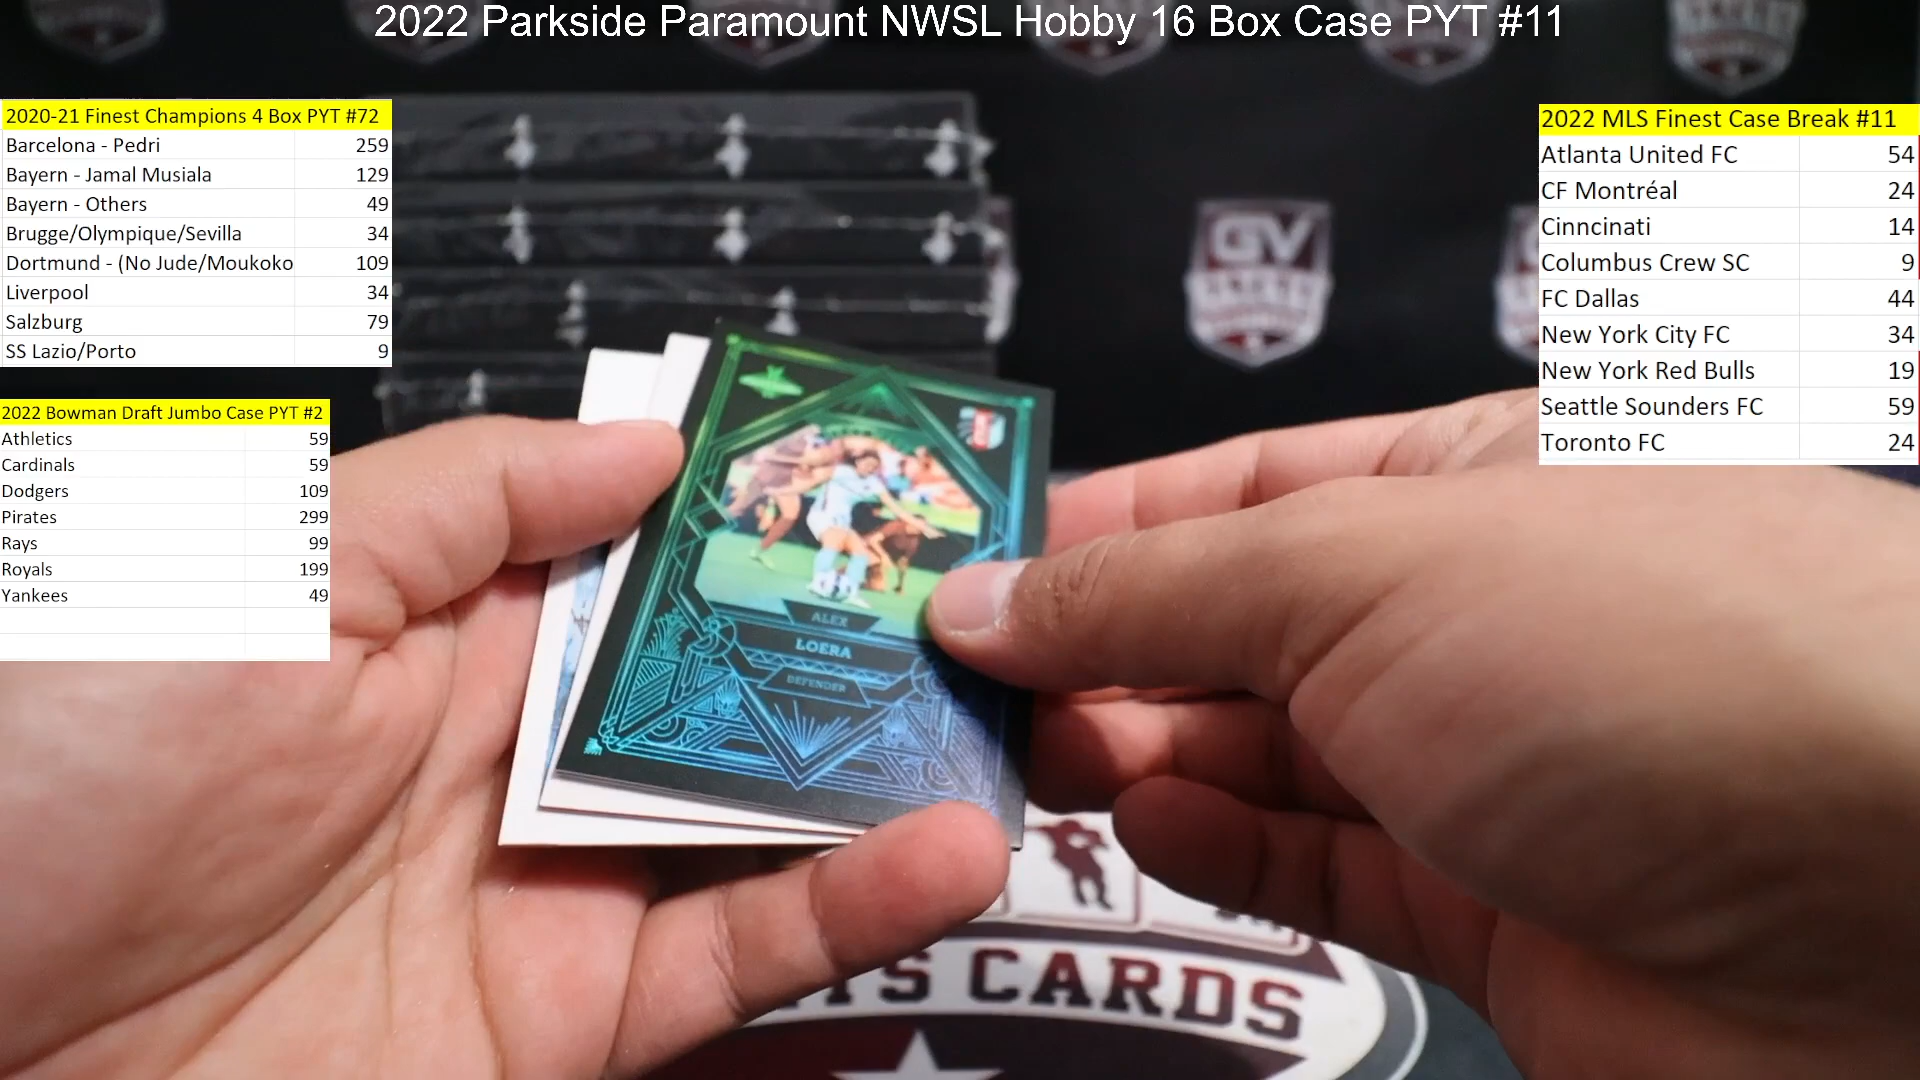 2022 Parkside Paramount NWSL Hobby 16 Box Case PYT #11
2020-21 Finest Champions 4 Box PYT #72
Barcelona - Pedri 259
Bayern - Jamal Musiala 129
Bayern - Others 49
Brugge/Olympique/Sevilla 34
Dortmund - (No Jude/Moukoko 109
Liverpool 34
Salzburg 79
SS Lazio/Porto 9
2022 Bowman Draft Jumbo Case PYT #2
Athletics 59
Cardinals 59
Dodgers 109
Pirates 299
Rays 99
Royals 199
Yankees 49
2022 MLS Finest Case Break #11
Atlanta United FC 54
CF Montréal 24
Cinncinati 14
Columbus Crew SC 9
FC Dallas 44
New York City FC 34
New York Red Bulls 19
Seattle Sounders FC 59
Toronto FC 24
GV
ALEX
LOERA
DEFENDER
CARDS